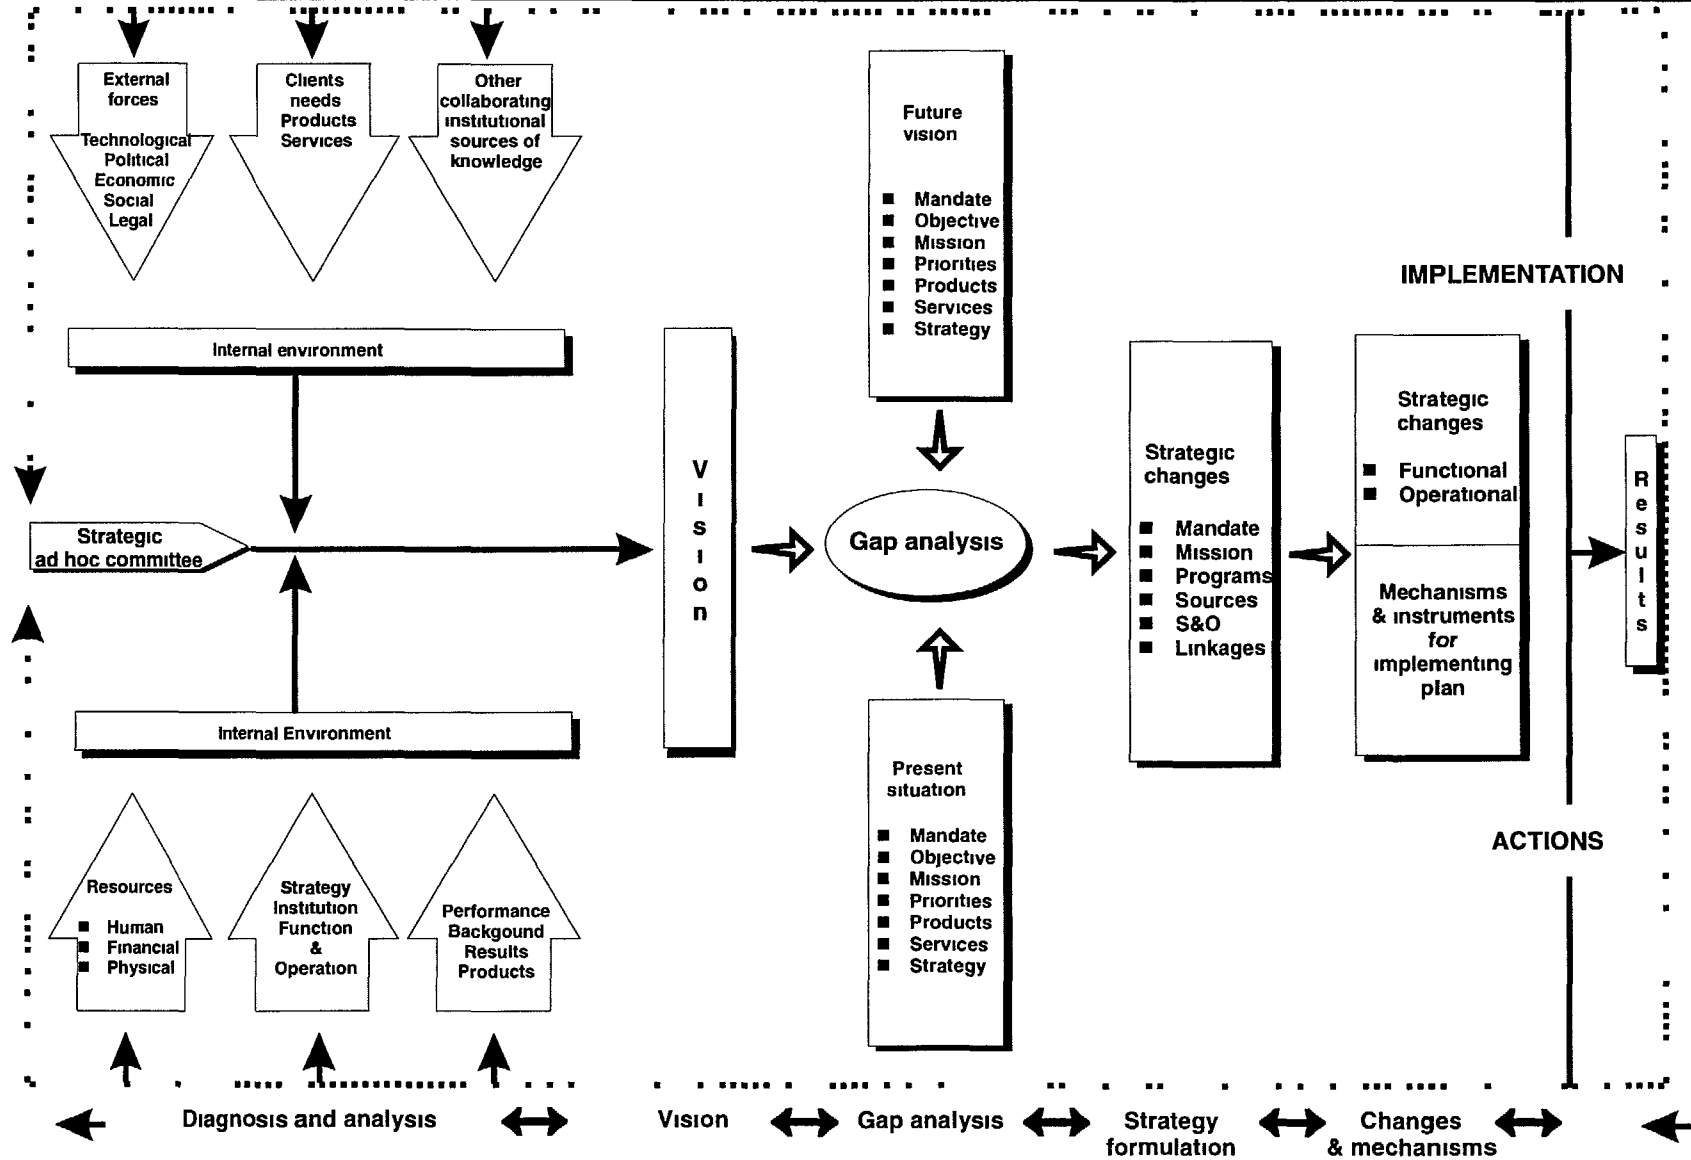 External
forces
Technological
Political
Economic
Social
Legal
Clients
needs
Products
Services
Other
collaborating
institutional
sources of
knowledge
Internal environment
Strategic
ad hoc committee
Internal Environment
Resources
Human
Financial
Physical
Strategy
Institution
Function
&
Operation
Performance
Backgound
Results
Products
Vision
Future
vision
Mandate
Objective
Mission
Priorities
Products
Services
Strategy
Gap analysis
Present
situation
Mandate
Objective
Mission
Priorities
Products
Services
Strategy
Strategic
changes
Mandate
Mission
Programs
Sources
S&O
Linkages
IMPLEMENTATION
Strategic
changes
Functional
Operational
Mechanisms
& instruments
for
implementing
plan
ACTIONS
Results
Diagnosis and analysis
Vision
Gap analysis
Strategy
formulation
Changes
& mechanisms